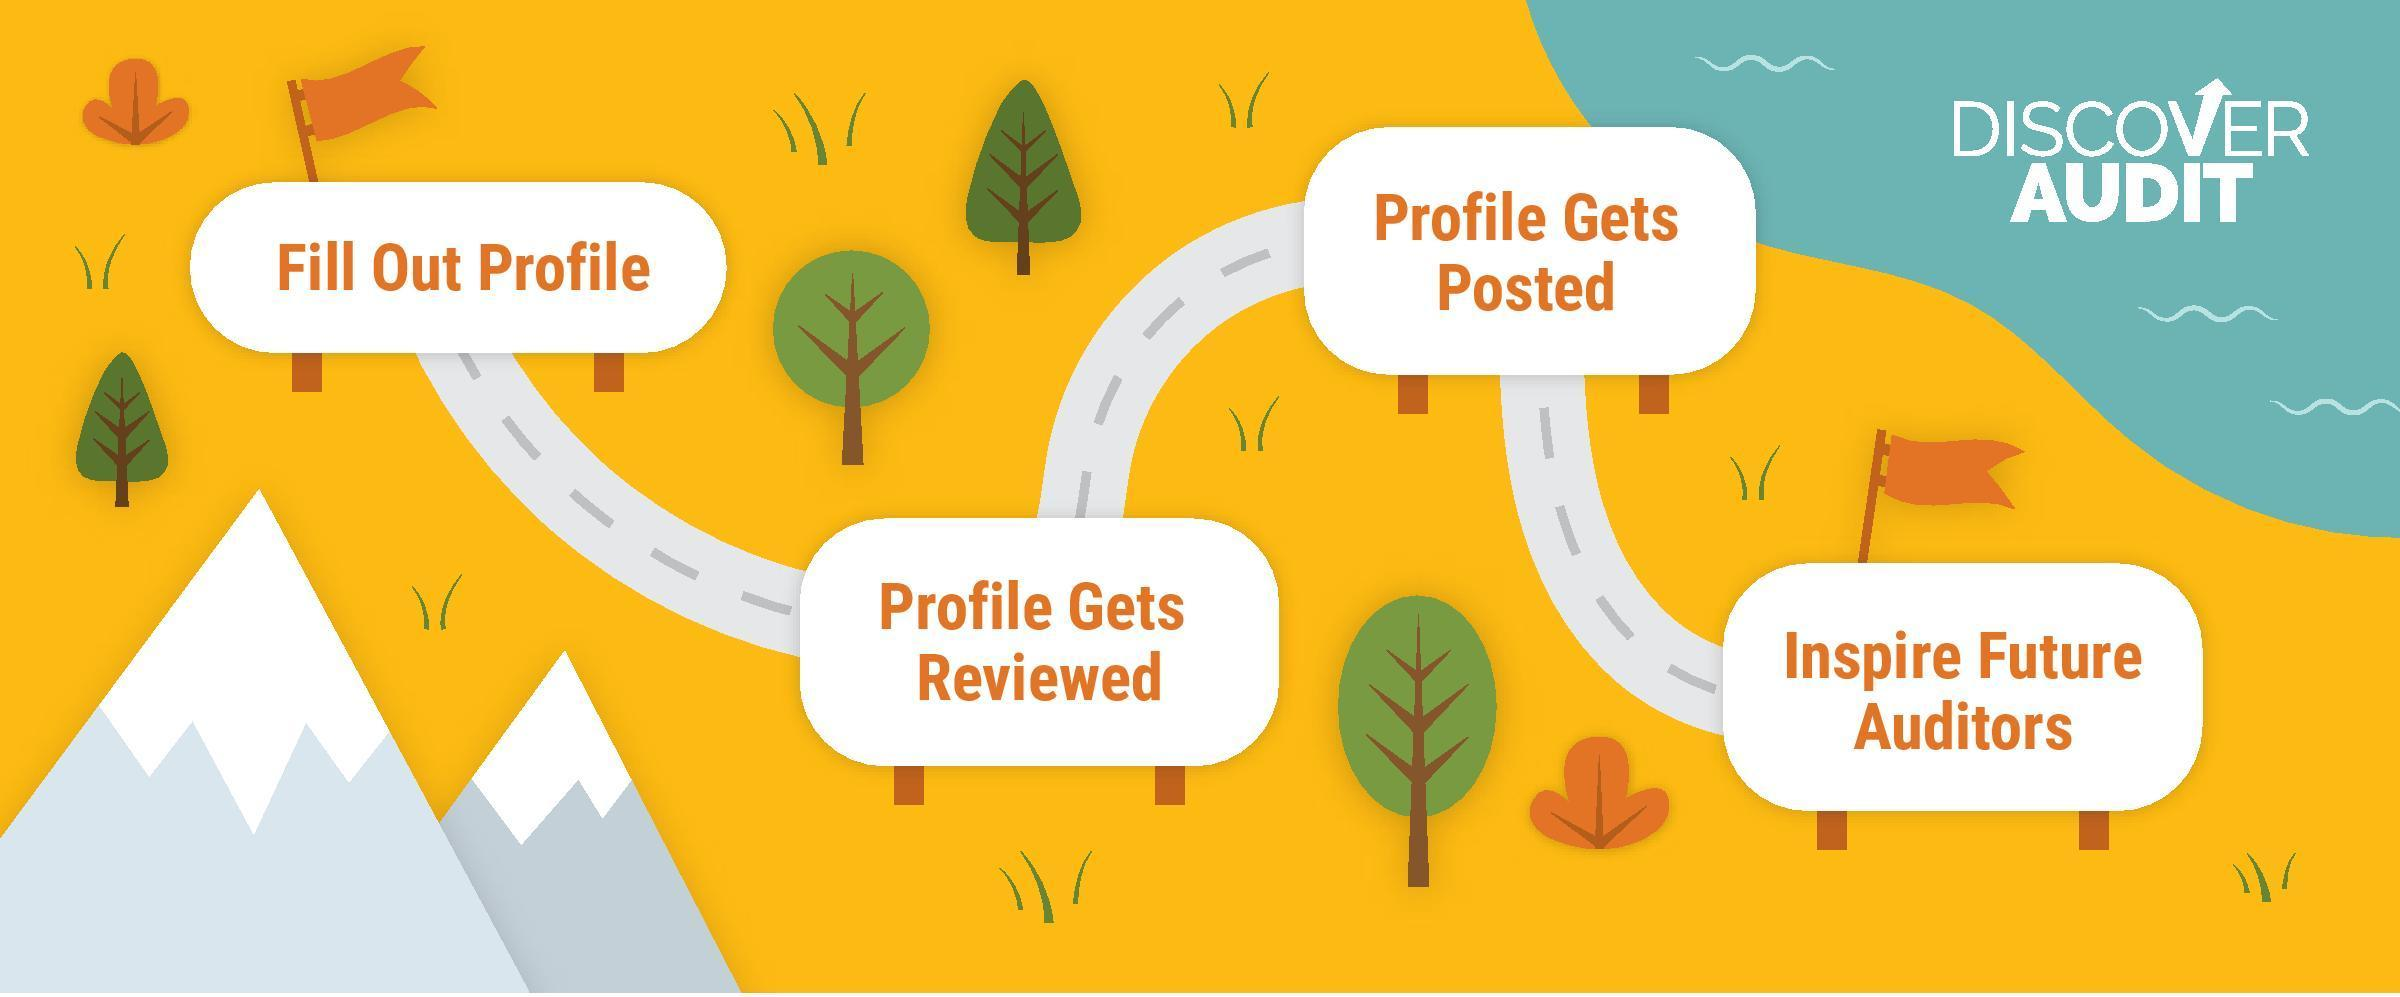 DISCOVER
AUDIT
Fill Out Profile
Profile Gets
Reviewed
Profile Gets
Posted
Inspire Future
Auditors